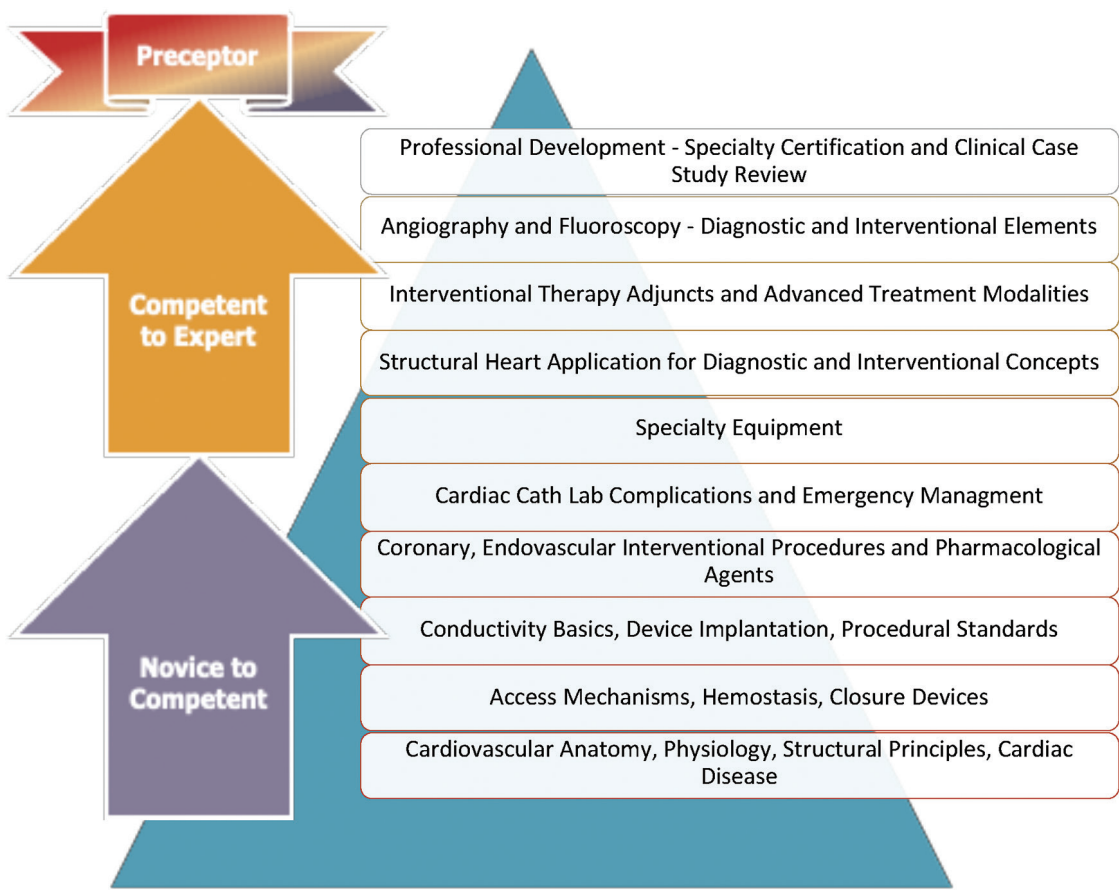 Preceptor
Professional Development - Specialty Certification and Clinical Case
Study Review
Angiography and Fluoroscopy - Diagnostic and Interventional Elements
Competent
to Expert
Interventional Therapy Adjuncts and Advanced Treatment Modalities
Structural Heart Application for Diagnostic and Interventional Concepts
Specialty Equipment
Cardiac Cath Lab Complications and Emergency Managment
Coronary, Endovascular Interventional Procedures and Pharmacological
Agents
Conductivity Basics, Device Implantation, Procedural Standards
Novice to
Competent
Access Mechanisms, Hemostasis, Closure Devices
Cardiovascular Anatomy, Physiology, Structural Principles, Cardiac
Disease